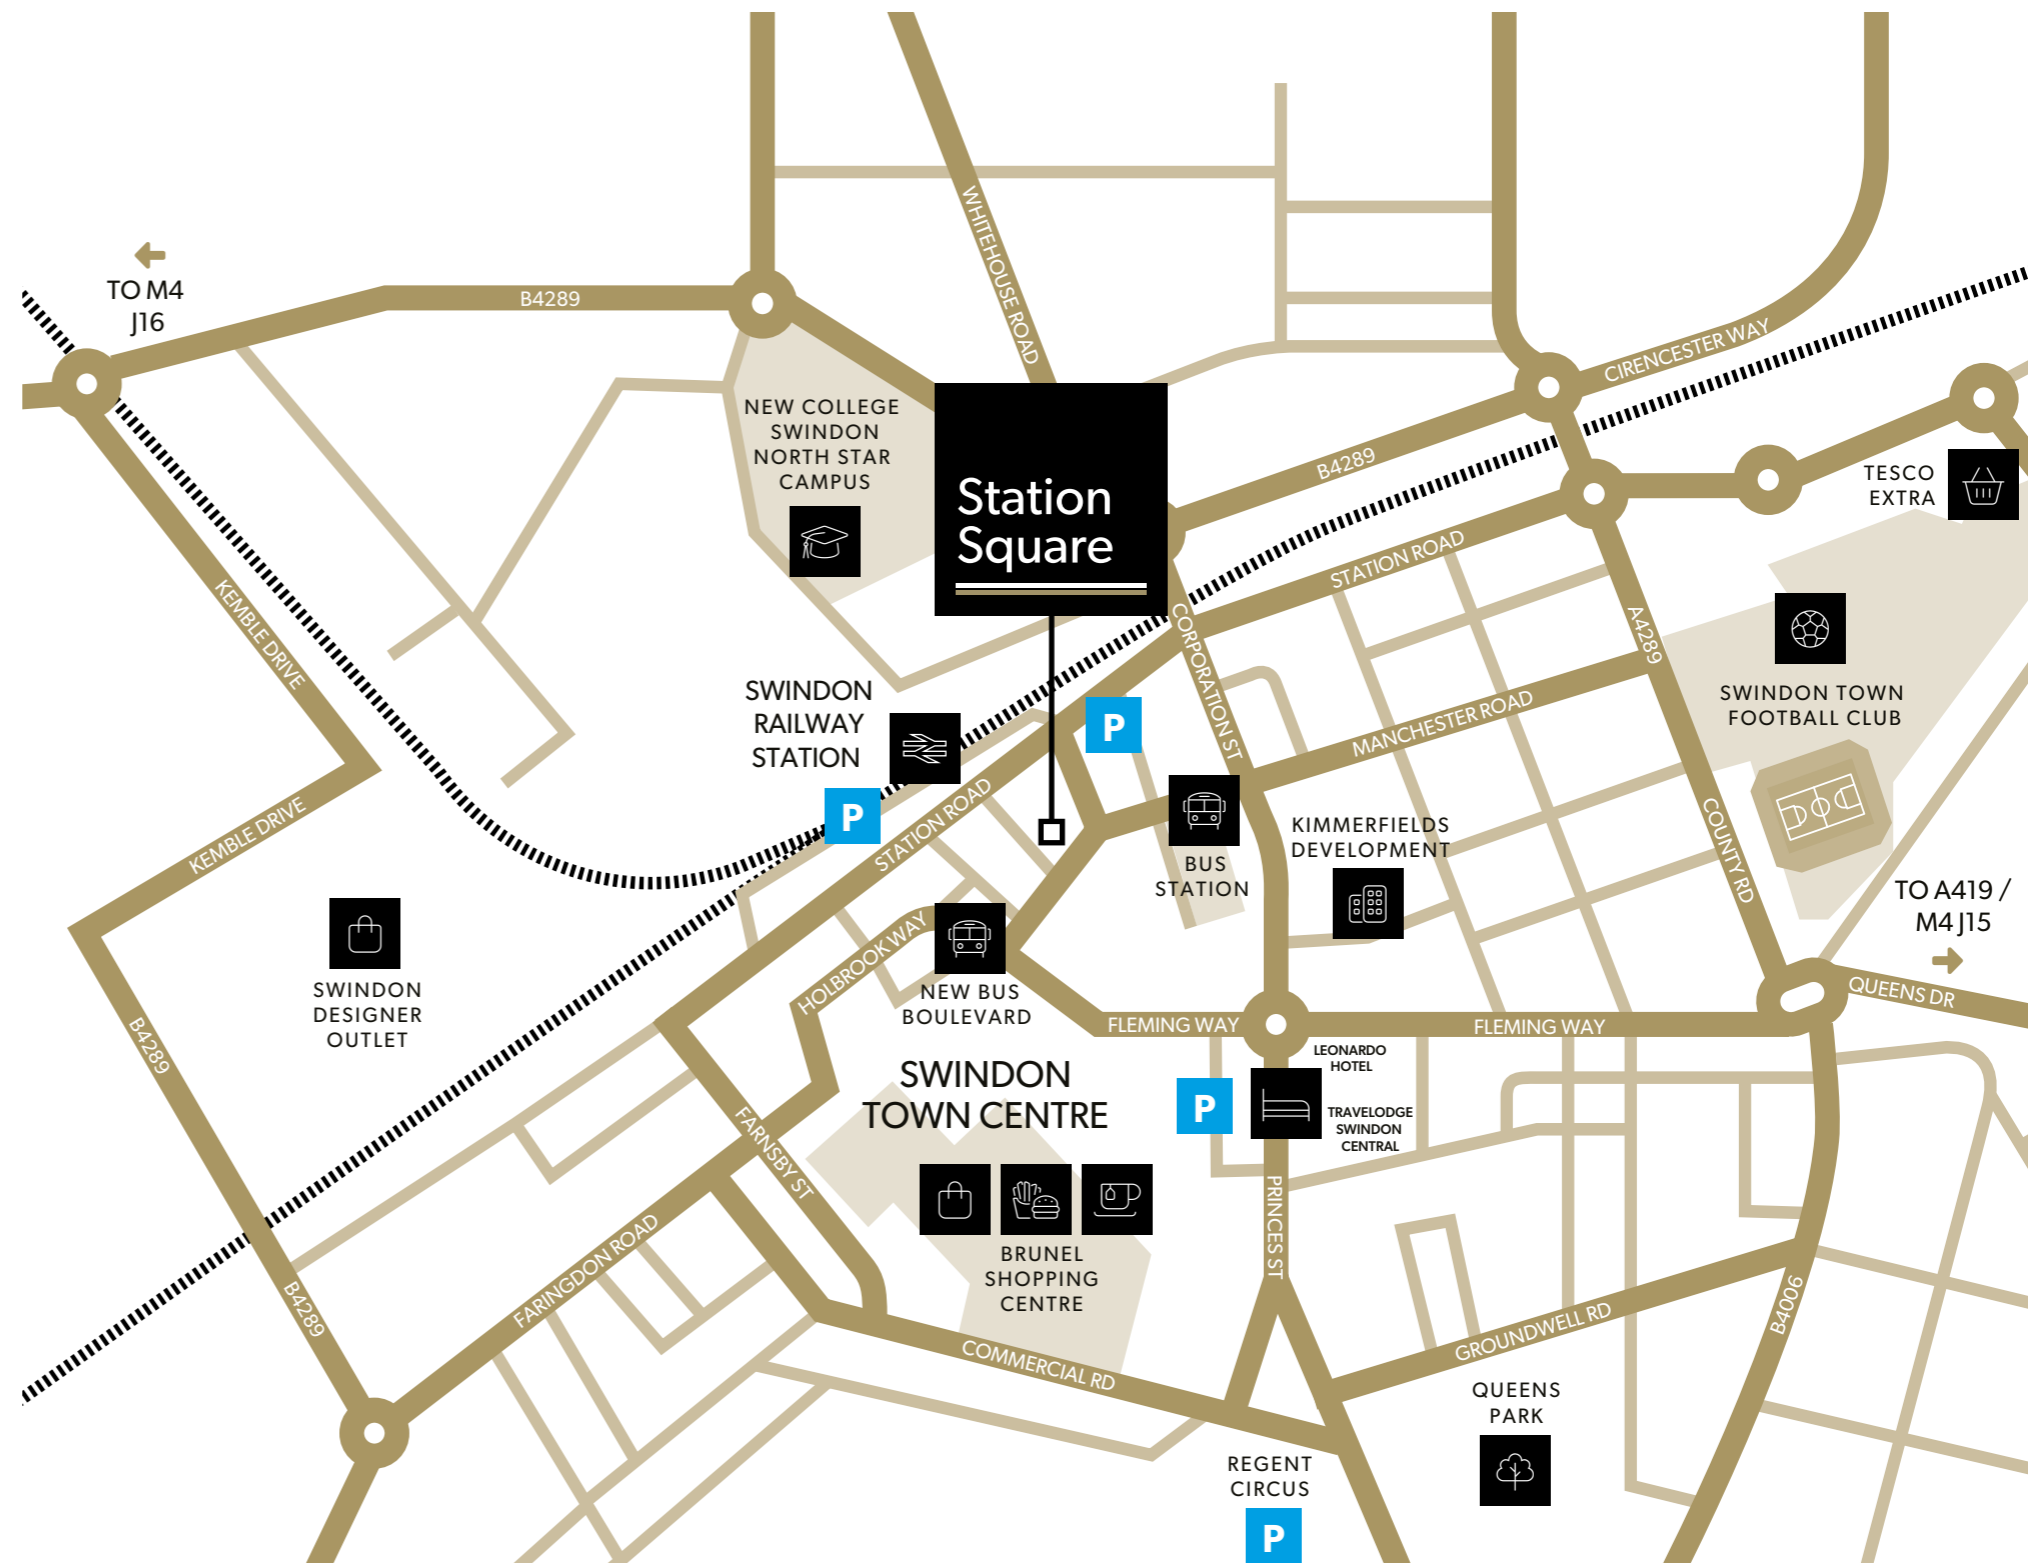 TO M4
J16
B4289
WHITEHOUSE ROAD
CIRENCESTER WAY
NEW COLLEGE
SWINDON
NORTH STAR
CAMPUS
Station
Square
B4289
TESCO
EXTRA
STATION ROAD
KEMBLE DRIVE
CORPORATION ST
A4289
SWINDON
RAILWAY
STATION
P
MANCHESTER ROAD
SWINDON TOWN
FOOTBALL CLUB
KEMBLE DRIVE
P
STATION ROAD
KIMMERFIELDS
DEVELOPMENT
COUNTY RD
BUS
STATION
TO A419 /
M4 J15
HOLBROOK WAY
SWINDON
DESIGNER
OUTLET
NEW BUS
BOULEVARD
QUEENS DR
B4289
FLEMING WAY
FLEMING WAY
LEONARDO
HOTEL
SWINDON
TOWN CENTRE
P
TRAVELODGE
SWINDON
CENTRAL
FARNSBY ST
PRINCES ST
BRUNEL
SHOPPING
CENTRE
FARINGDON ROAD
B4289
B4006
GROUNDWELL RD
COMMERCIAL RD
QUEENS
PARK
REGENT
CIRCUS
P